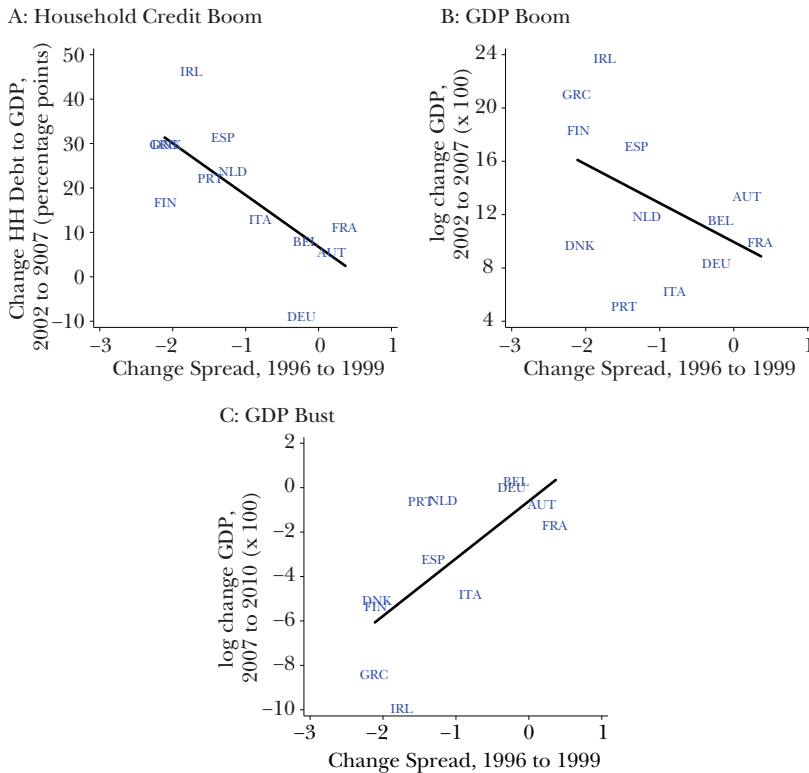 A: Household Credit Boom
Change HH Debt to GDP,
2002 to 2007 (percentage points)
50
40
30
20
10
0
−10
IRL
ESP
GRC
DNK
NLD
PRT
FIN
ITA
FRA
BEL
AUT
DEU
−3
−2
−1
0
1
Change Spread, 1996 to 1999
B: GDP Boom
log change GDP,
2002 to 2007 (x 100)
24
20
16
12
8
4
IRL
GRC
FIN
ESP
AUT
NLD
BEL
FRA
DNK
DEU
ITA
PRT
−3
−2
−1
0
1
Change Spread, 1996 to 1999
C: GDP Bust
log change GDP,
2007 to 2010 (x 100)
2
0
−2
−4
−6
−8
−10
BEL
DEU
PRT
NLD
AUT
FRA
ESP
ITA
DNK
FIN
GRC
IRL
−3
−2
−1
0
1
Change Spread, 1996 to 1999